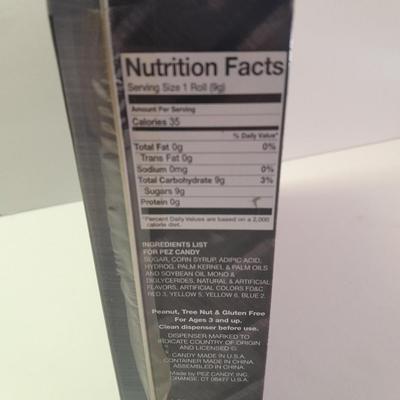 Nutrition Facts
Serving Size 1 Roll (9g)
Amount Per Serving
Calories 35
% Daily Value*
Total Fat 0g 0%
Trans Fat 0g
Sodium 0mg 0%
Total Carbohydrate 9g 3%
Sugars 9g
Protein 0g
*Percent Daily Values are based on a 2,000
calorie diet.
INGREDIENTS LIST
FOR PEZ CANDY
SUGAR, CORN SYRUP, ADIPIC ACID,
HYDROG. PALM KERNEL & PALM OILS
AND SOYBEAN OIL MONO &
DIGLYCERIDES, NATURAL & ARTIFICIAL
FLAVORS, ARTIFICIAL COLORS FD&C
RED 3, YELLOW 5, YELLOW 6, BLUE 2.
Peanut, Tree Nut & Gluten Free
For Ages 3 and up.
Clean dispenser before use.
DISPENSER MARKED TO
INDICATE COUNTRY OF ORIGIN
AND LICENSED ©.
CANDY MADE IN U.S.A.
CONTAINER MADE IN CHINA.
ASSEMBLED IN CHINA.
Made by PEZ CANDY, INC.
ORANGE, CT 06477 U.S.A.